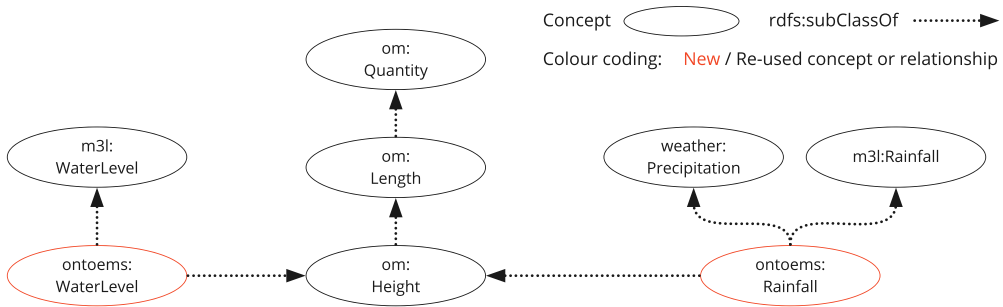 Concept
rdfs:subClassOf
Colour coding: New / Re-used concept or relationship
om:
Quantity
m3l:
WaterLevel
om:
Length
weather:
Precipitation
m3l:Rainfall
ontoems:
WaterLevel
om:
Height
ontoems:
Rainfall